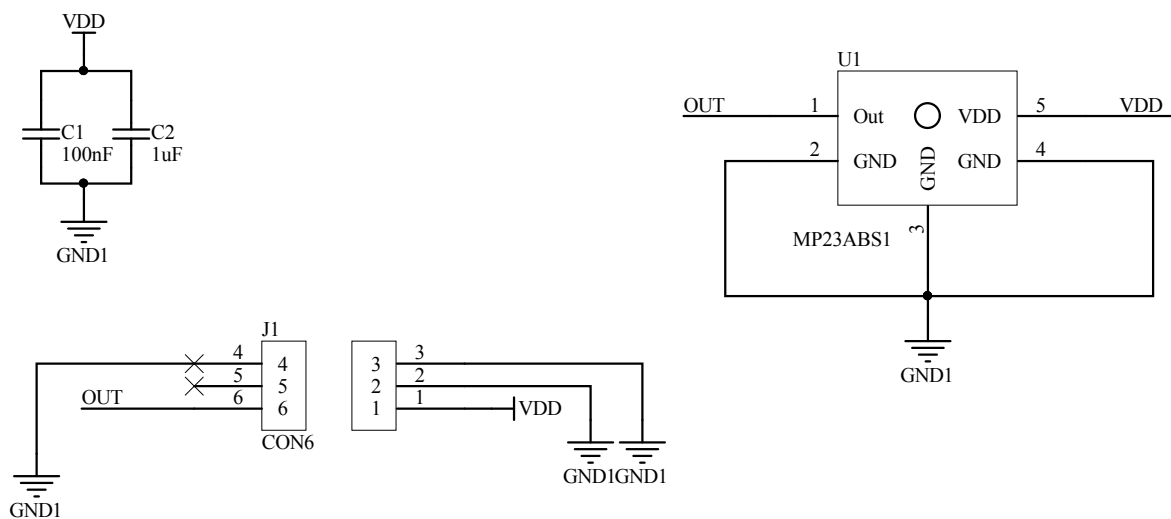 VDD
C1
100nF
C2
1uF
GND1
U1
OUT 1 Out VDD 5 VDD
2 GND GND GND 4
MP23ABS1 3
GND1
J1
4 4 3 3
5 5 2 2
OUT 6 6 1 1 VDD
CON6
GND1 GND1
GND1